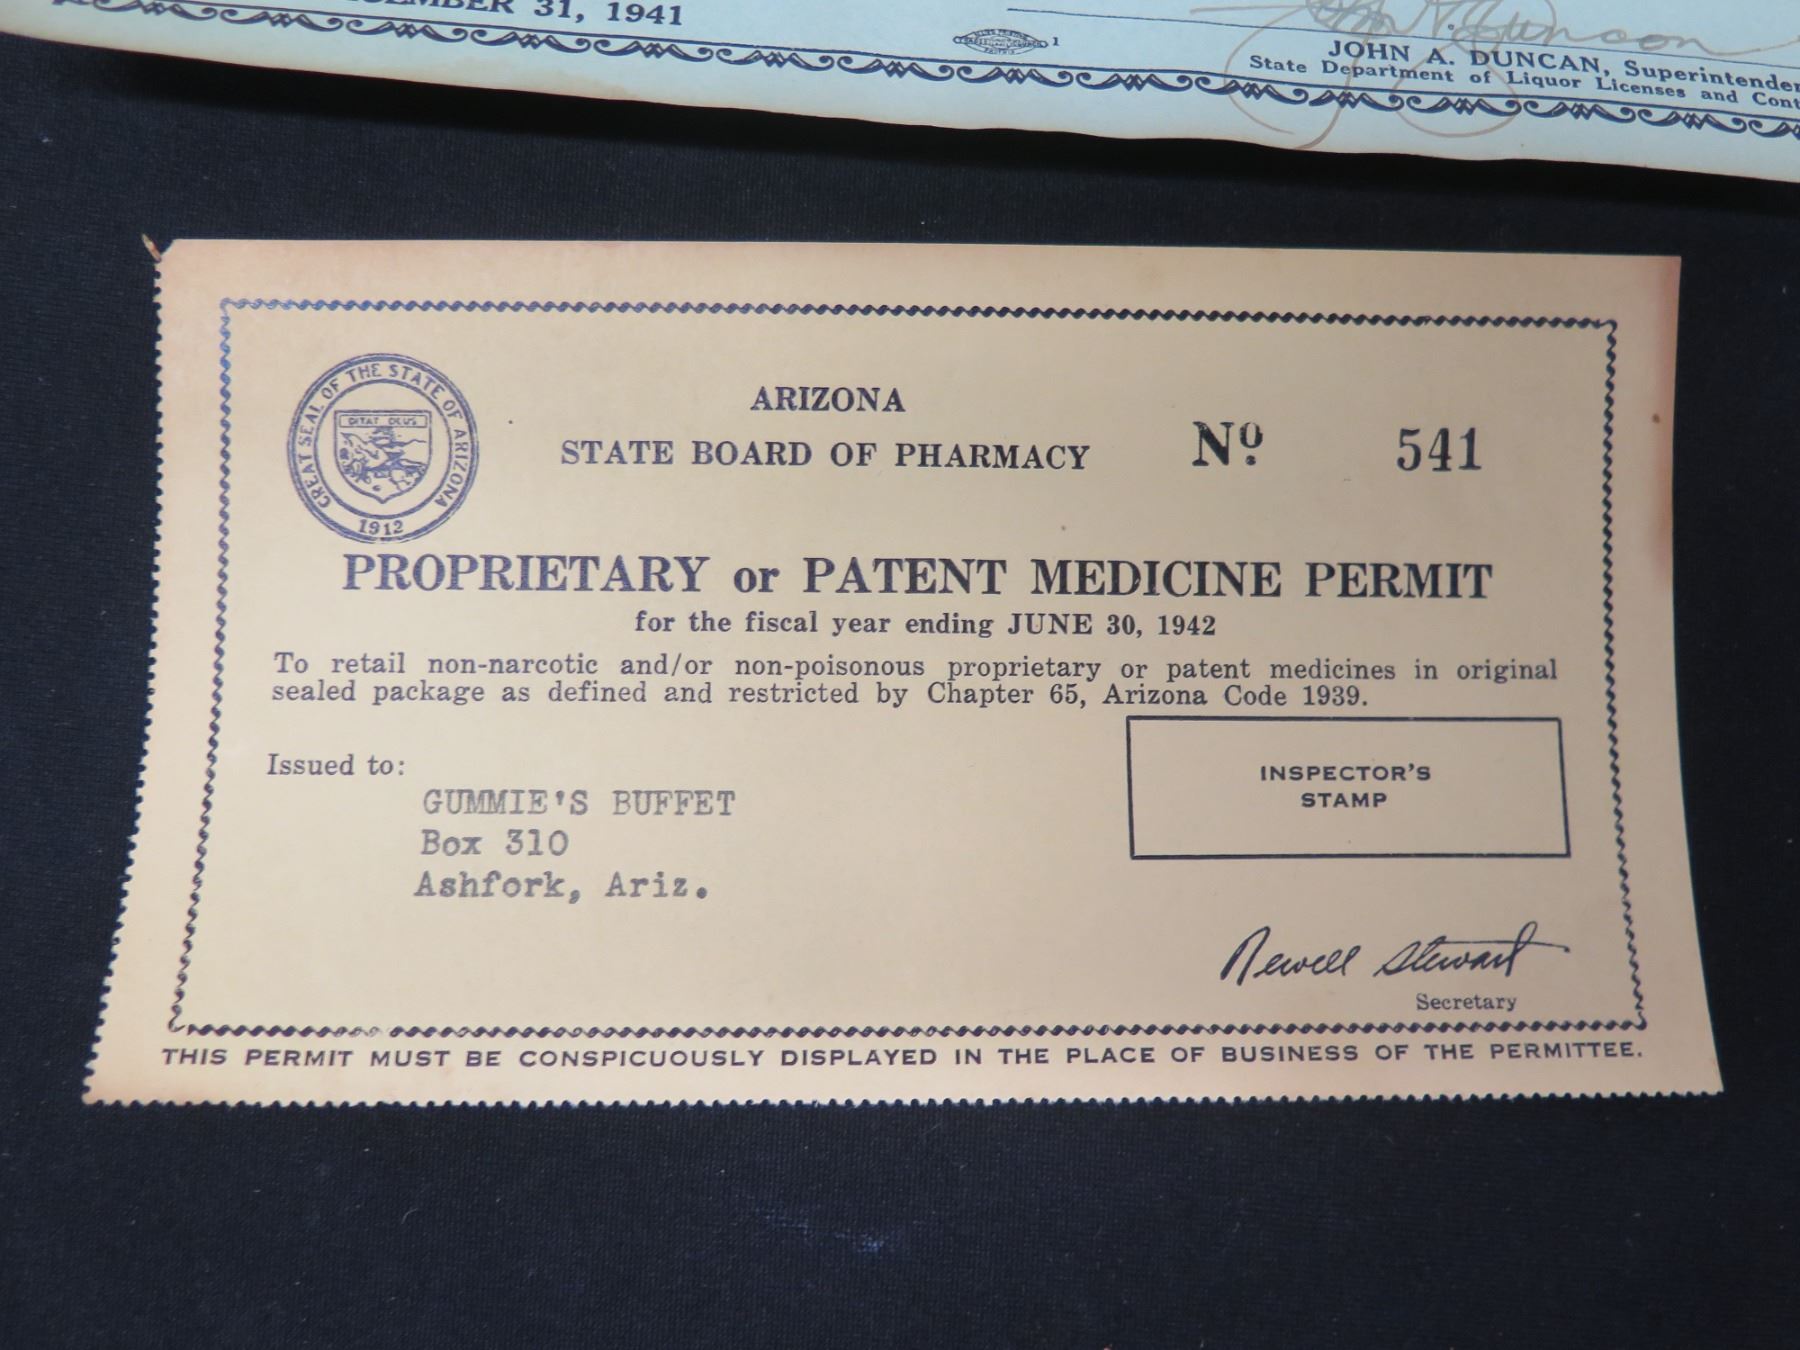 31, 1941
JOHN A. DUNCAN, Superintenden
State Department of Liquor Licenses and Cont
GREAT SEAL OF THE STATE OF ARIZONA
DITAT DEUS
1912
ARIZONA
STATE BOARD OF PHARMACY
Nº 541
PROPRIETARY or PATENT MEDICINE PERMIT
for the fiscal year ending JUNE 30, 1942
To retail non-narcotic and/or non-poisonous proprietary or patent medicines in original
sealed package as defined and restricted by Chapter 65, Arizona Code 1939.
Issued to:
GUMMIE'S BUFFET
Box 310
Ashfork, Ariz.
INSPECTOR'S
STAMP
Newell Stewart
Secretary
THIS PERMIT MUST BE CONSPICUOUSLY DISPLAYED IN THE PLACE OF BUSINESS OF THE PERMITTEE.